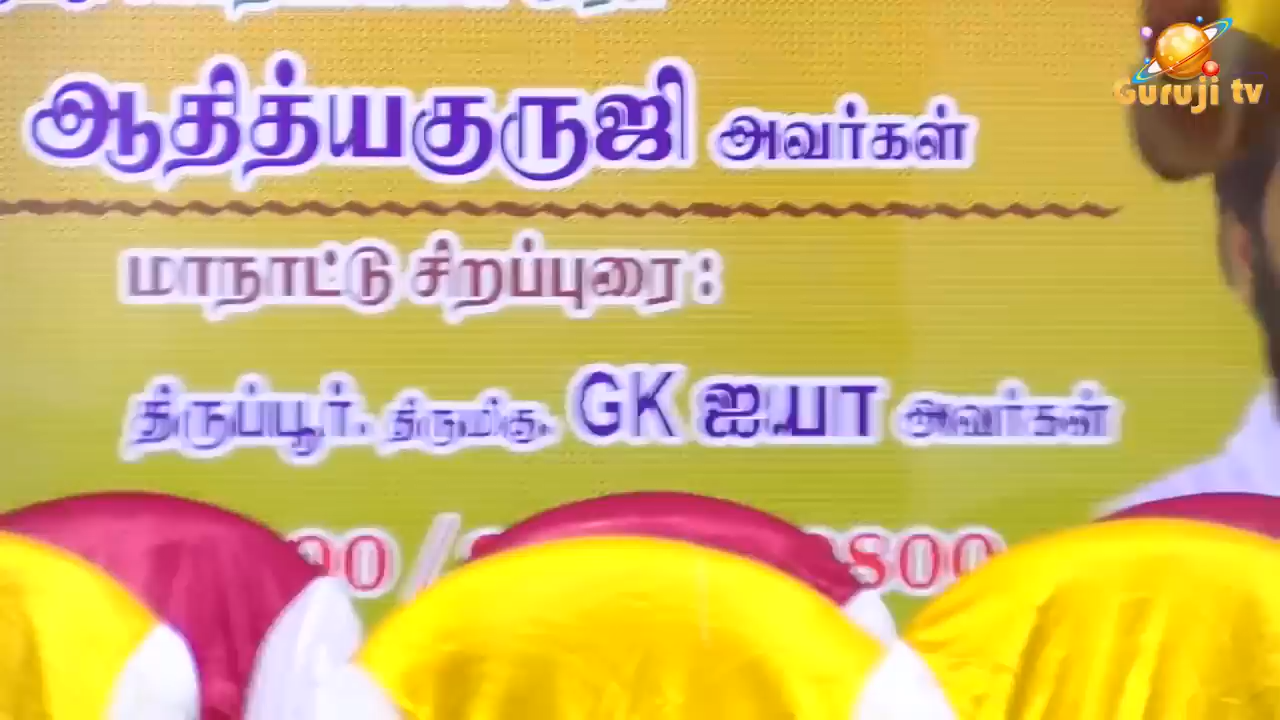 Guruji tv
ஆதித்யகுருஜி அவர்கள்
மாநாட்டு சிறப்புரை :
திருப்பூர். திருமிகு. GK ஐயா அவர்கள்